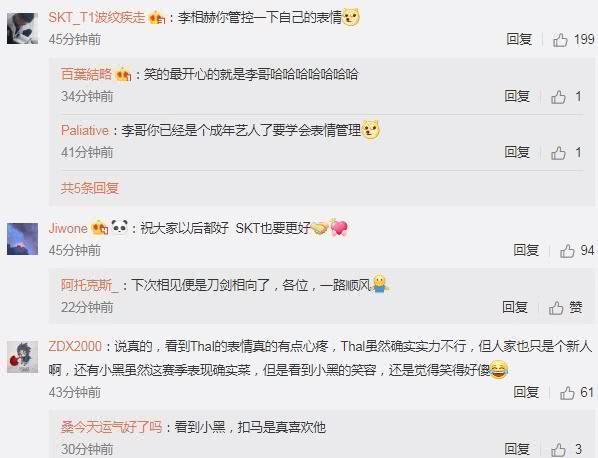 SKT_T1波纹疾走：李相赫你管控一下自己的表情
45分钟前 回复 199
百葉結略：笑的最开心的就是李哥哈哈哈哈哈哈哈
34分钟前 回复 1
Paliative：李哥你已经是个成年艺人了要学会表情管理
41分钟前 回复 1
共5条回复
Jiwone：祝大家以后都好 SKT也要更好
45分钟前 回复 94
阿托克斯_：下次相见便是刀剑相向了，各位，一路顺风
22分钟前 回复 赞
ZDX2000：说真的，看到Thal的表情真的有点心疼，Thal虽然确实实力不行，但人家也只是个新人
啊，还有小黑虽然这赛季表现确实菜，但是看到小黑的笑容，还是觉得笑得好傻
43分钟前 回复 61
桑今天运气好了吗：看到小黑，扣马是真喜欢他
30分钟前 回复 3